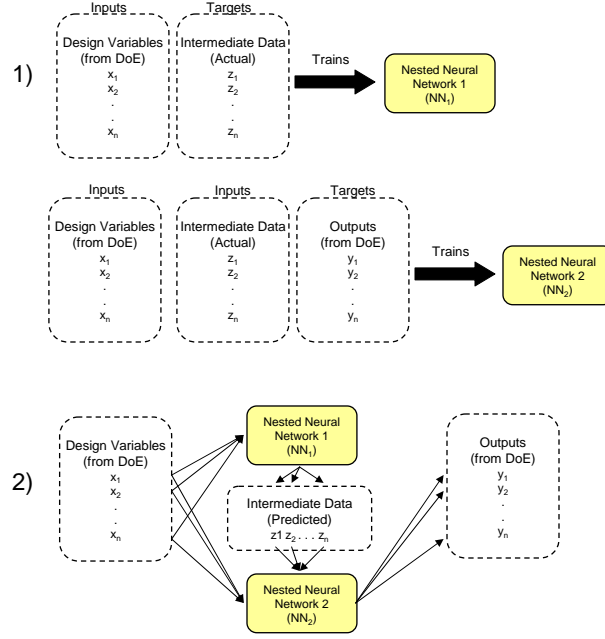 Inputs
Targets
1)
Design Variables
(from DoE)
x1
x2
.
.
xn
Intermediate Data
(Actual)
z1
z2
.
.
zn
Trains
Nested Neural
Network 1
(NN1)
Inputs
Inputs
Targets
Design Variables
(from DoE)
x1
x2
.
.
xn
Intermediate Data
(Actual)
z1
z2
.
.
zn
Outputs
(from DoE)
y1
y2
.
.
yn
Trains
Nested Neural
Network 2
(NN2)
2)
Design Variables
(from DoE)
x1
x2
.
.
xn
Nested Neural
Network 1
(NN1)
Intermediate Data
(Predicted)
z1 z2 . . . zn
Nested Neural
Network 2
(NN2)
Outputs
(from DoE)
y1
y2
.
.
yn